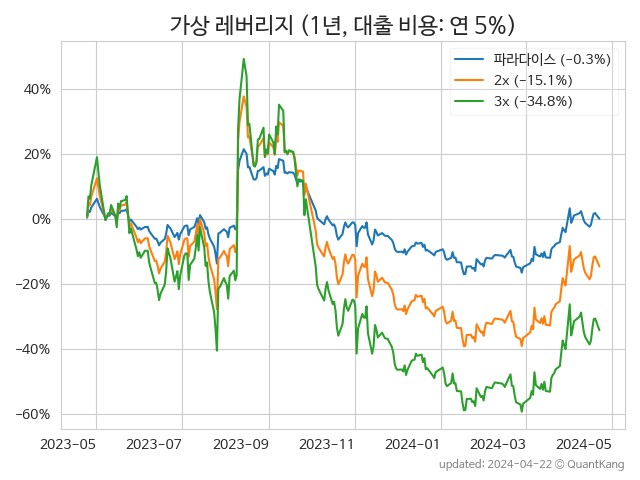 가상 레버리지 (1년, 대출 비용: 연 5%)
파라다이스 (−0.3%)
2x (−15.1%)
3x (−34.8%)
40%
20%
0%
−20%
−40%
−60%
2023-05 2023-07 2023-09 2023-11 2024-01 2024-03 2024-05
updated: 2024-04-22 © QuantKang